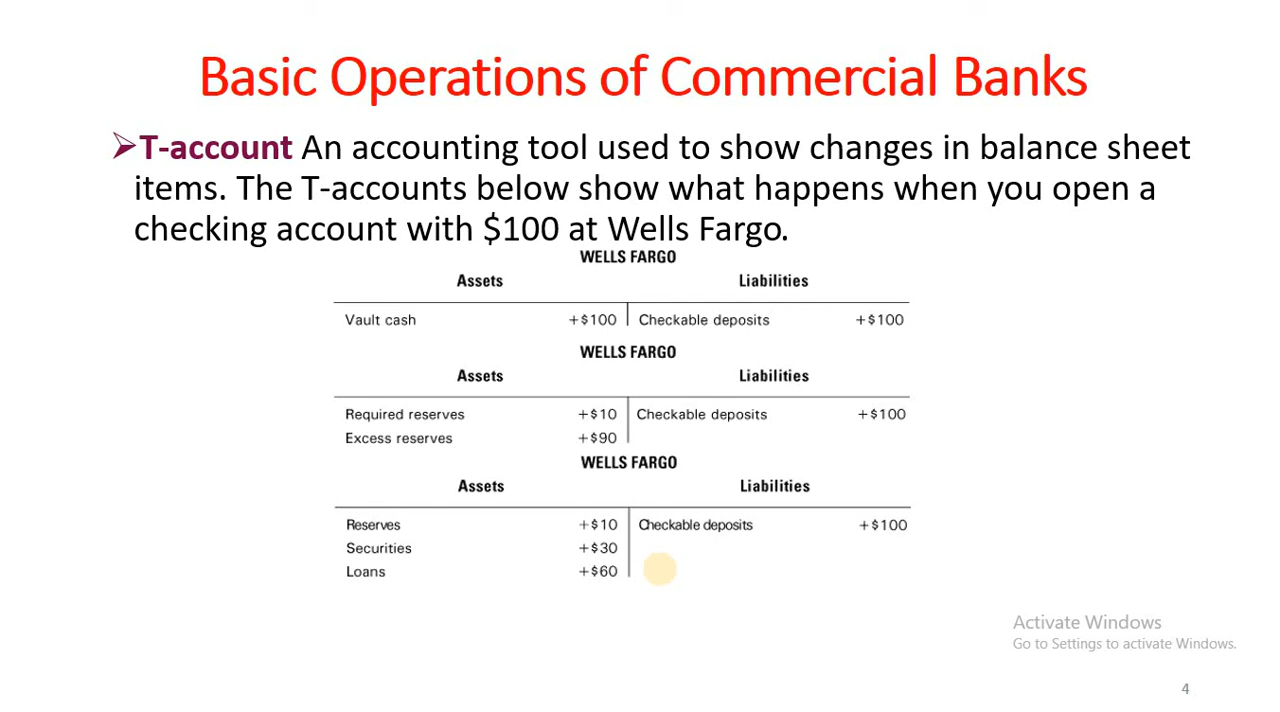 Basic Operations of Commercial Banks
➢T-account An accounting tool used to show changes in balance sheet
items. The T-accounts below show what happens when you open a
checking account with $100 at Wells Fargo.
WELLS FARGO
Assets Liabilities
Vault cash +$100 Checkable deposits +$100
WELLS FARGO
Assets Liabilities
Required reserves +$10 Checkable deposits +$100
Excess reserves +$90
WELLS FARGO
Assets Liabilities
Reserves +$10 Checkable deposits +$100
Securities +$30
Loans +$60
Activate Windows
Go to Settings to activate Windows.
4